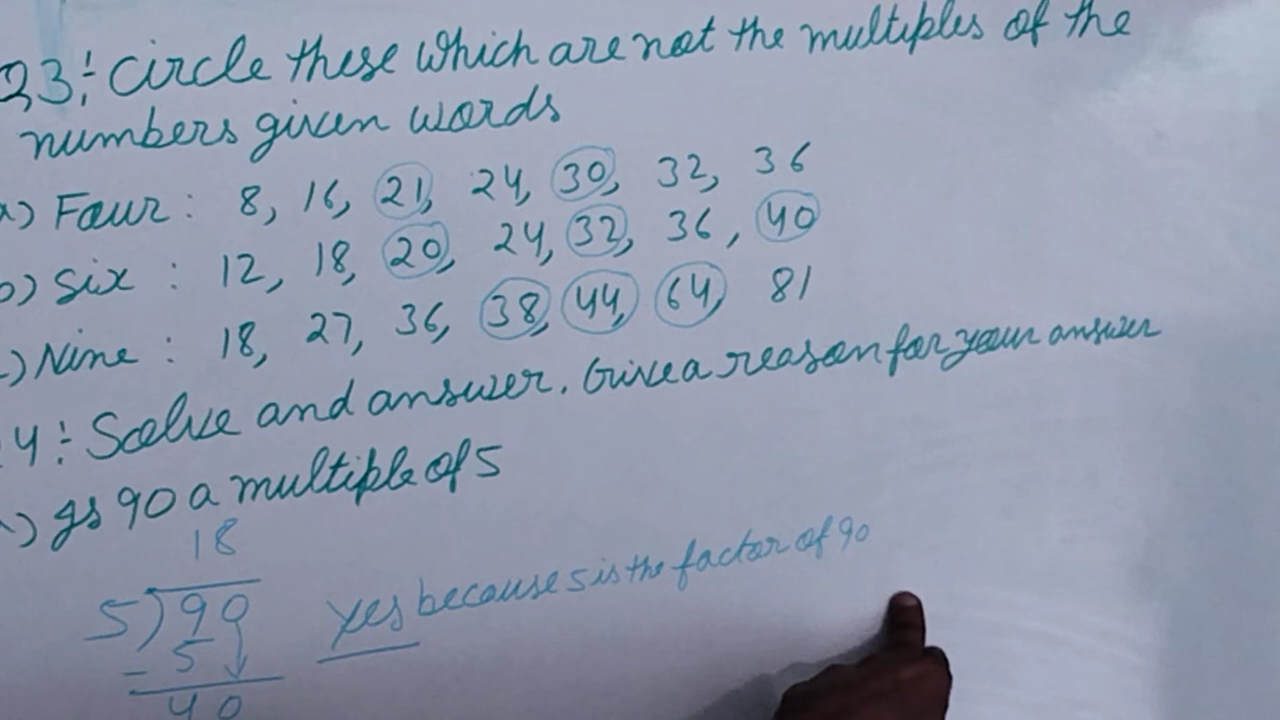 Q3:- Circle these which are not the multiples of the
numbers given words
a) Four : 8, 16, 21, 24, 30, 32, 36
b) Six : 12, 18, 20, 24, 32, 36, 40
c) Nine : 18, 27, 36, 38, 44, 64, 81
4:- Solve and answer. Give a reason for your answer
) Is 90 a multiple of 5
18
5)90 yes because 5 is the factor of 90
- 5
40